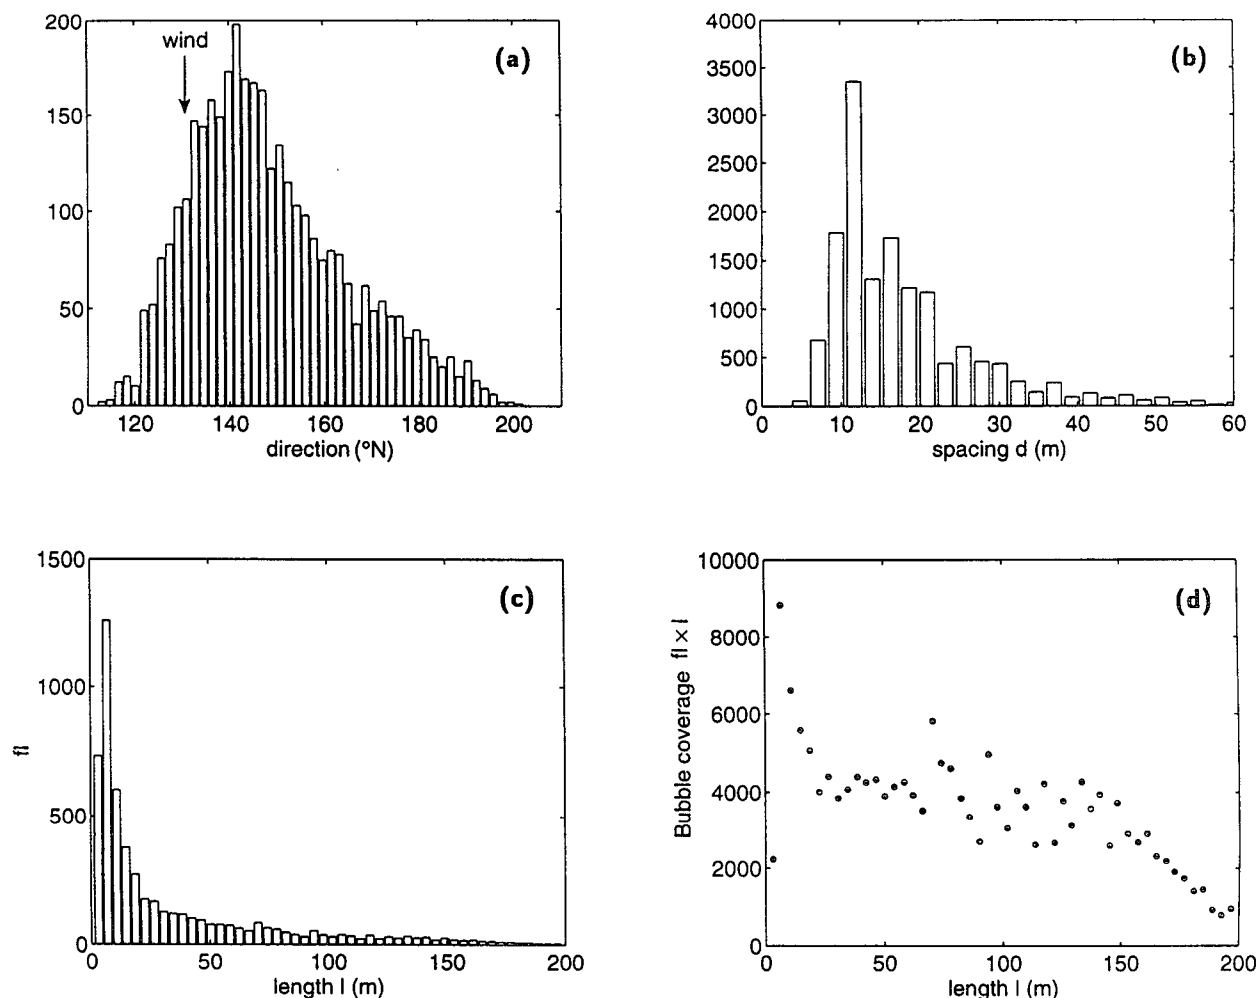 200
150
100
50
0
wind
(a)
120 140 160 180 200
direction (°N)
4000
3500
3000
2500
2000
1500
1000
500
0
(b)
0 10 20 30 40 50 60
spacing d (m)
1500
1000
500
0
fl
(c)
0 50 100 150 200
length l (m)
10000
8000
6000
4000
2000
0
Bubble coverage fl × l
(d)
0 50 100 150 200
length l (m)